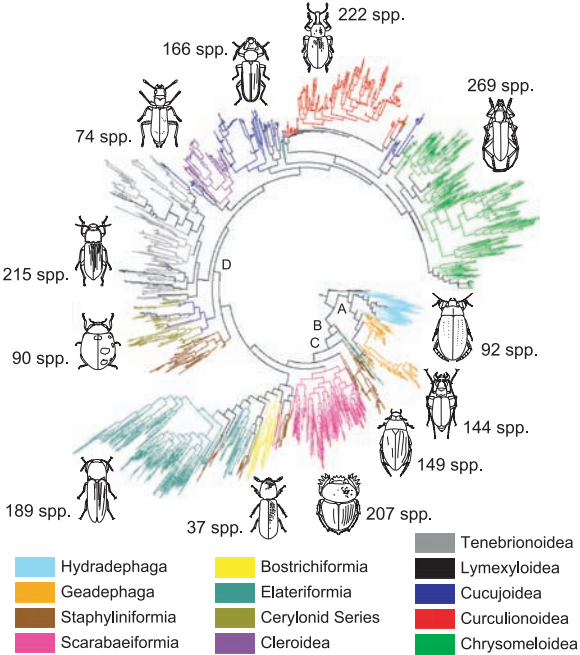 222 spp.
166 spp.
269 spp.
74 spp.
215 spp.
D
A
B
C
90 spp.
92 spp.
144 spp.
149 spp.
189 spp.
37 spp.
207 spp.
Hydradephaga
Geadephaga
Staphyliniformia
Scarabaeiformia
Bostrichiformia
Elateriformia
Cerylonid Series
Cleroidea
Tenebrionoidea
Lymexyloidea
Cucujoidea
Curculionoidea
Chrysomeloidea